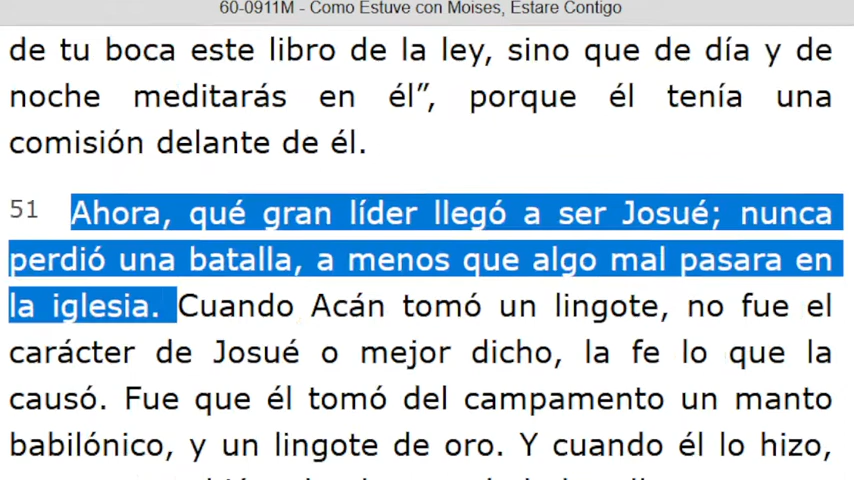 60-0911M - Como Estuve con Moises, Estare Contigo
de tu boca este libro de la ley, sino que de día y de
noche meditarás en él”, porque él tenía una
comisión delante de él.
51 Ahora, qué gran líder llegó a ser Josué; nunca
perdió una batalla, a menos que algo mal pasara en
la iglesia. Cuando Acán tomó un lingote, no fue el
carácter de Josué o mejor dicho, la fe lo que la
causó. Fue que él tomó del campamento un manto
babilónico, y un lingote de oro. Y cuando él lo hizo,